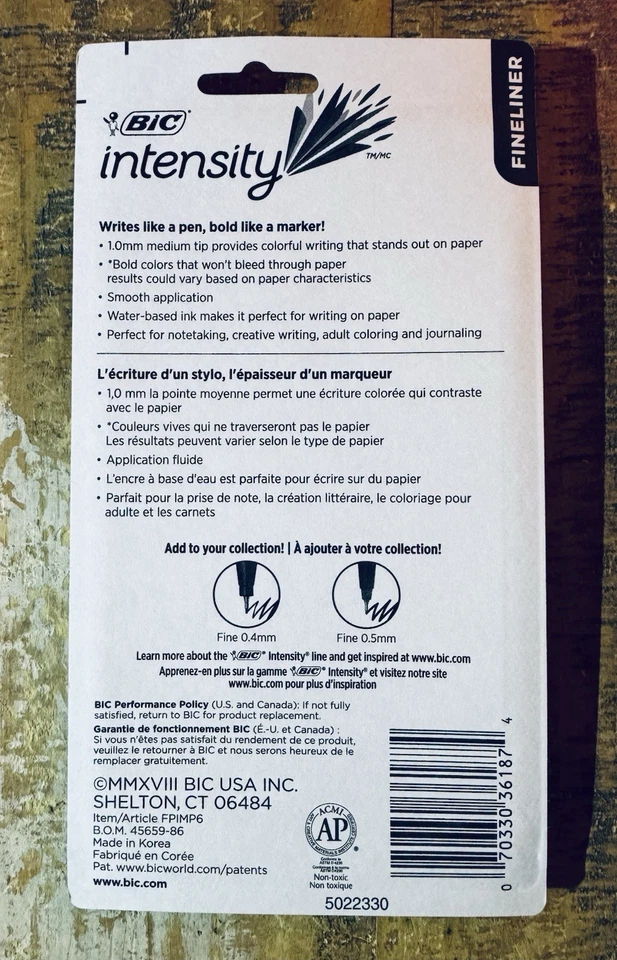 FINELINER
BIC®
intensity
TM/MC
Writes like a pen, bold like a marker!
• 1.0mm medium tip provides colorful writing that stands out on paper
• *Bold colors that won't bleed through paper
results could vary based on paper characteristics
• Smooth application
• Water-based ink makes it perfect for writing on paper
• Perfect for notetaking, creative writing, adult coloring and journaling
L'écriture d'un stylo, l'épaisseur d'un marqueur
• 1,0 mm la pointe moyenne permet une écriture colorée qui contraste
avec le papier
• *Couleurs vives qui ne traverseront pas le papier
Les résultats peuvent varier selon le type de papier
• Application fluide
• L'encre à base d'eau est parfaite pour écrire sur du papier
• Parfait pour la prise de note, la création littéraire, le coloriage pour
adulte et les carnets
Add to your collection! | À ajouter à votre collection!
Fine 0.4mm
Fine 0.5mm
Learn more about the BIC® Intensity® line and get inspired at www.bic.com
Apprenez-en plus sur la gamme BIC® Intensity® et visitez notre site
www.bic.com pour plus d'inspiration
BIC Performance Policy (U.S. and Canada): If not fully
satisfied, return to BIC for product replacement.
Garantie de fonctionnement BIC (É.-U. et Canada) :
Si vous n'êtes pas satisfait du rendement de ce produit,
veuillez le retourner à BIC et nous serons heureux de le
remplacer gratuitement.
©MMXVIII BIC USA INC.
SHELTON, CT 06484
Item/Article FPIMP6
B.O.M. 45659-86
Made in Korea
Fabriqué en Corée
Pat. www.bicworld.com/patents
www.bic.com
ACMI
AP
Non-toxic
Non toxique
5022330
0 70330 36187 4